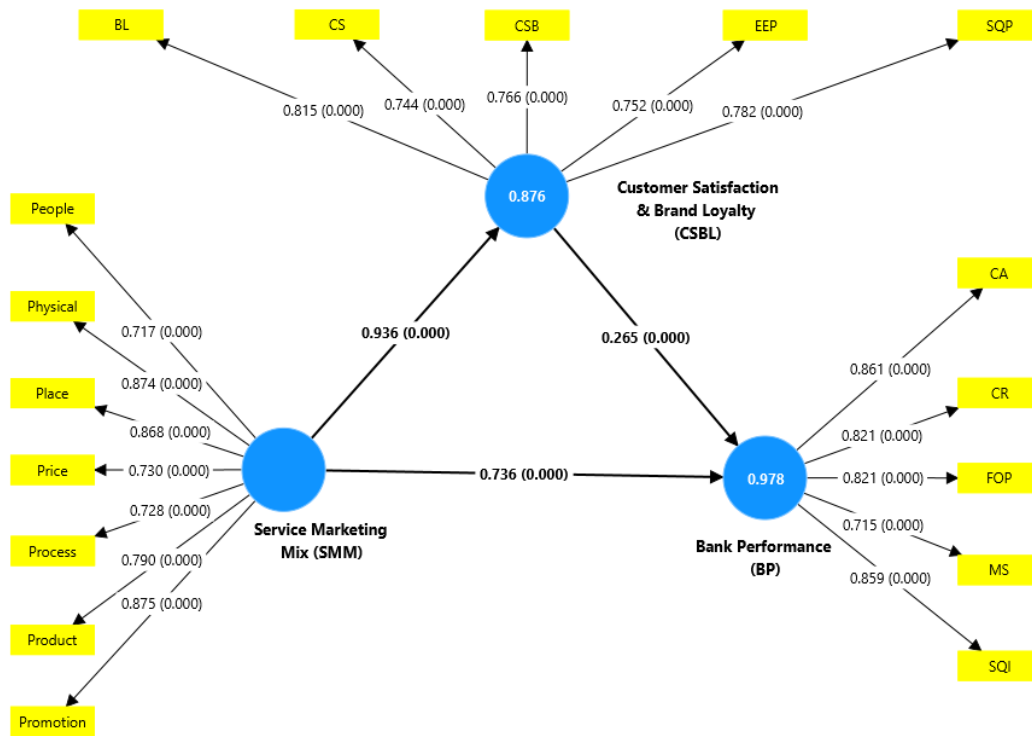 BL
CS
CSB
EEP
SQP
0.815 (0.000)
0.744 (0.000)
0.766 (0.000)
0.752 (0.000)
0.782 (0.000)
0.876
Customer Satisfaction
& Brand Loyalty
(CSBL)
People
Physical
Place
Price
Process
Product
Promotion
0.717 (0.000)
0.874 (0.000)
0.868 (0.000)
0.730 (0.000)
0.728 (0.000)
0.790 (0.000)
0.875 (0.000)
0.936 (0.000)
0.265 (0.000)
0.736 (0.000)
Service Marketing
Mix (SMM)
0.978
Bank Performance
(BP)
0.861 (0.000)
0.821 (0.000)
0.821 (0.000)
0.715 (0.000)
0.859 (0.000)
CA
CR
FOP
MS
SQI